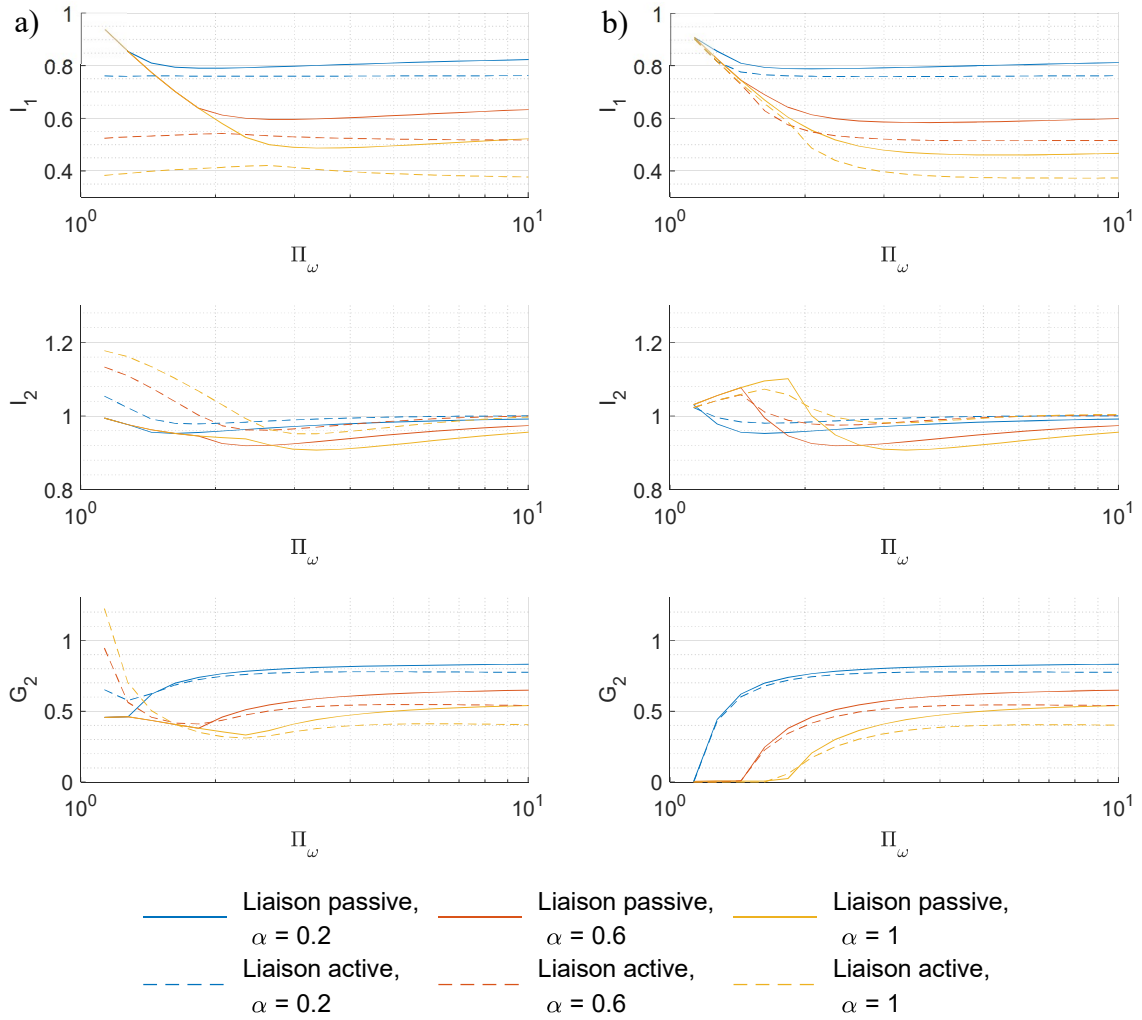 a)
1
0.8
0.6
0.4
I1
10^0
10^1
Πω
b)
1
0.8
0.6
0.4
I1
10^0
10^1
Πω
1.2
1
0.8
I2
10^0
10^1
Πω
1.2
1
0.8
I2
10^0
10^1
Πω
1
0.5
0
G2
10^0
10^1
Πω
1
0.5
0
G2
10^0
10^1
Πω
Liaison passive,
α = 0.2
Liaison passive,
α = 0.6
Liaison passive,
α = 1
Liaison active,
α = 0.2
Liaison active,
α = 0.6
Liaison active,
α = 1